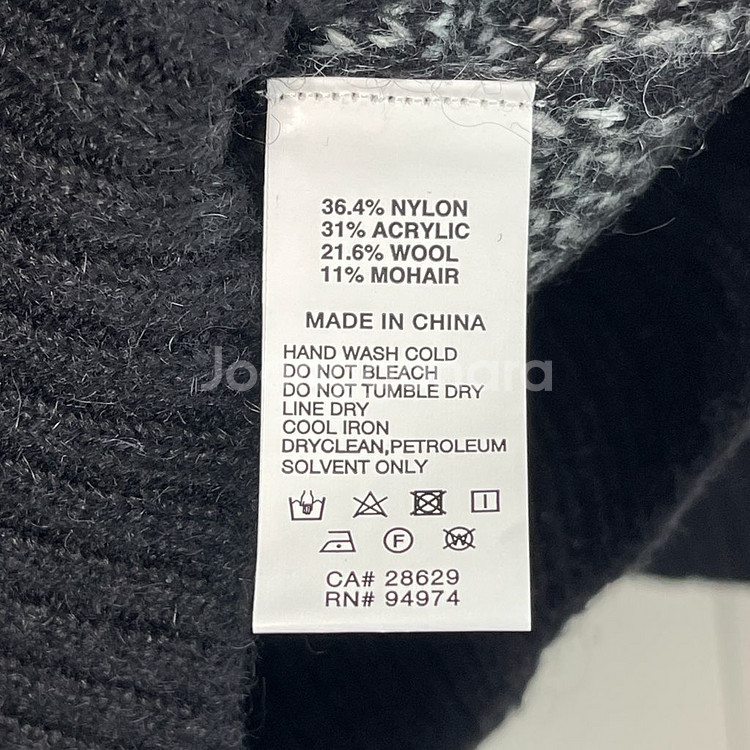 36.4% NYLON
31% ACRYLIC
21.6% WOOL
11% MOHAIR
MADE IN CHINA
HAND WASH COLD
DO NOT BLEACH
DO NOT TUMBLE DRY
LINE DRY
COOL IRON
DRYCLEAN,PETROLEUM
SOLVENT ONLY
F
W
CA# 28629
RN# 94974